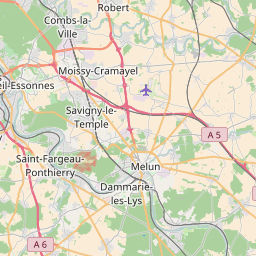 Robert
Combs-la
Ville
Moissy-Cramayel
il-Essonnes
Savigny-le-
Temple
A 5
Saint-Fargeau-
Ponthierry
Melun
Dammarie-
les-Lys
A 6